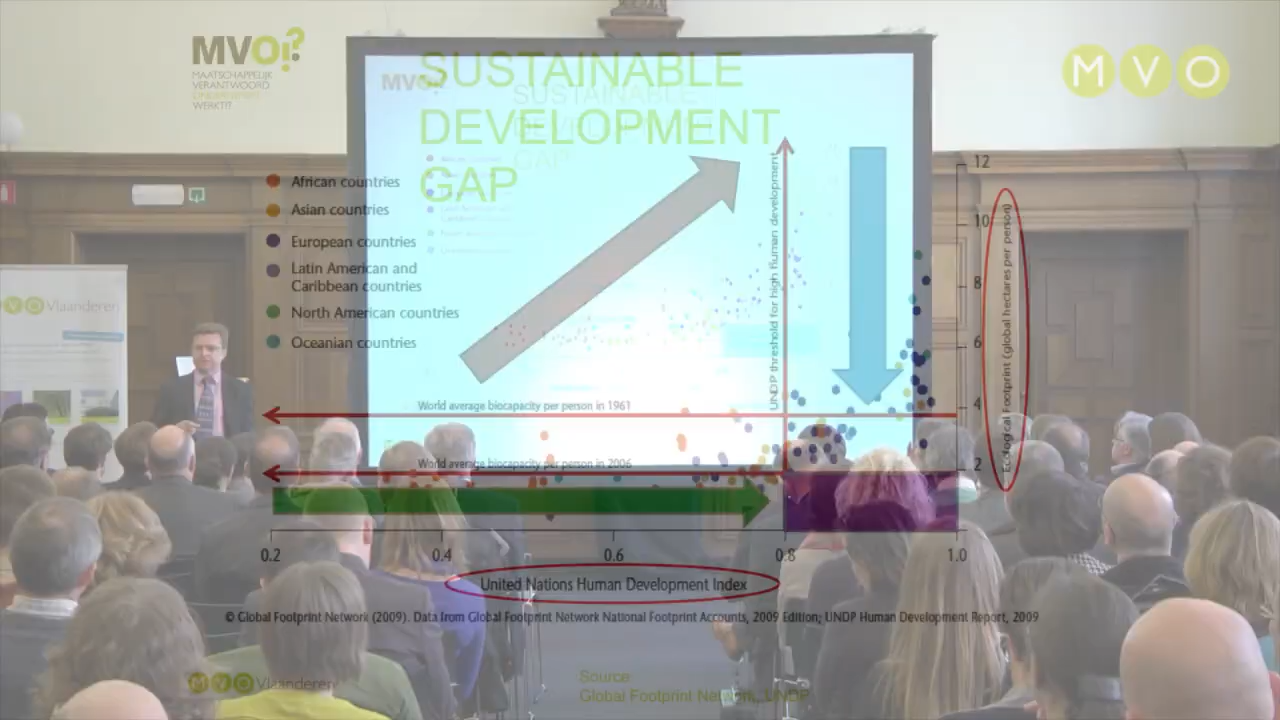 MVO!?
MAATSCHAPPELIJK
VERANTWOORD
ONDERNEMEN
WERKT!?
MVO
SUSTAINABLE
DEVELOPMENT
GAP
MVO
SUSTAINABLE
DEVELOPMENT
GAP
African countries
Asian countries
European countries
Latin American and
Caribbean countries
North American countries
Oceanian countries
UNDP threshold for high human development
12
10
8
6
4
2
Ecological Footprint (global hectares per person)
World average biocapacity per person in 1961
World average biocapacity per person in 2006
0.2 0.4 0.6 0.8 1.0
United Nations Human Development Index
© Global Footprint Network (2009). Data from Global Footprint Network National Footprint Accounts, 2009 Edition; UNDP Human Development Report, 2009
VO Vlaanderen
MVO Vlaanderen
Source
Global Footprint Network, UNDP